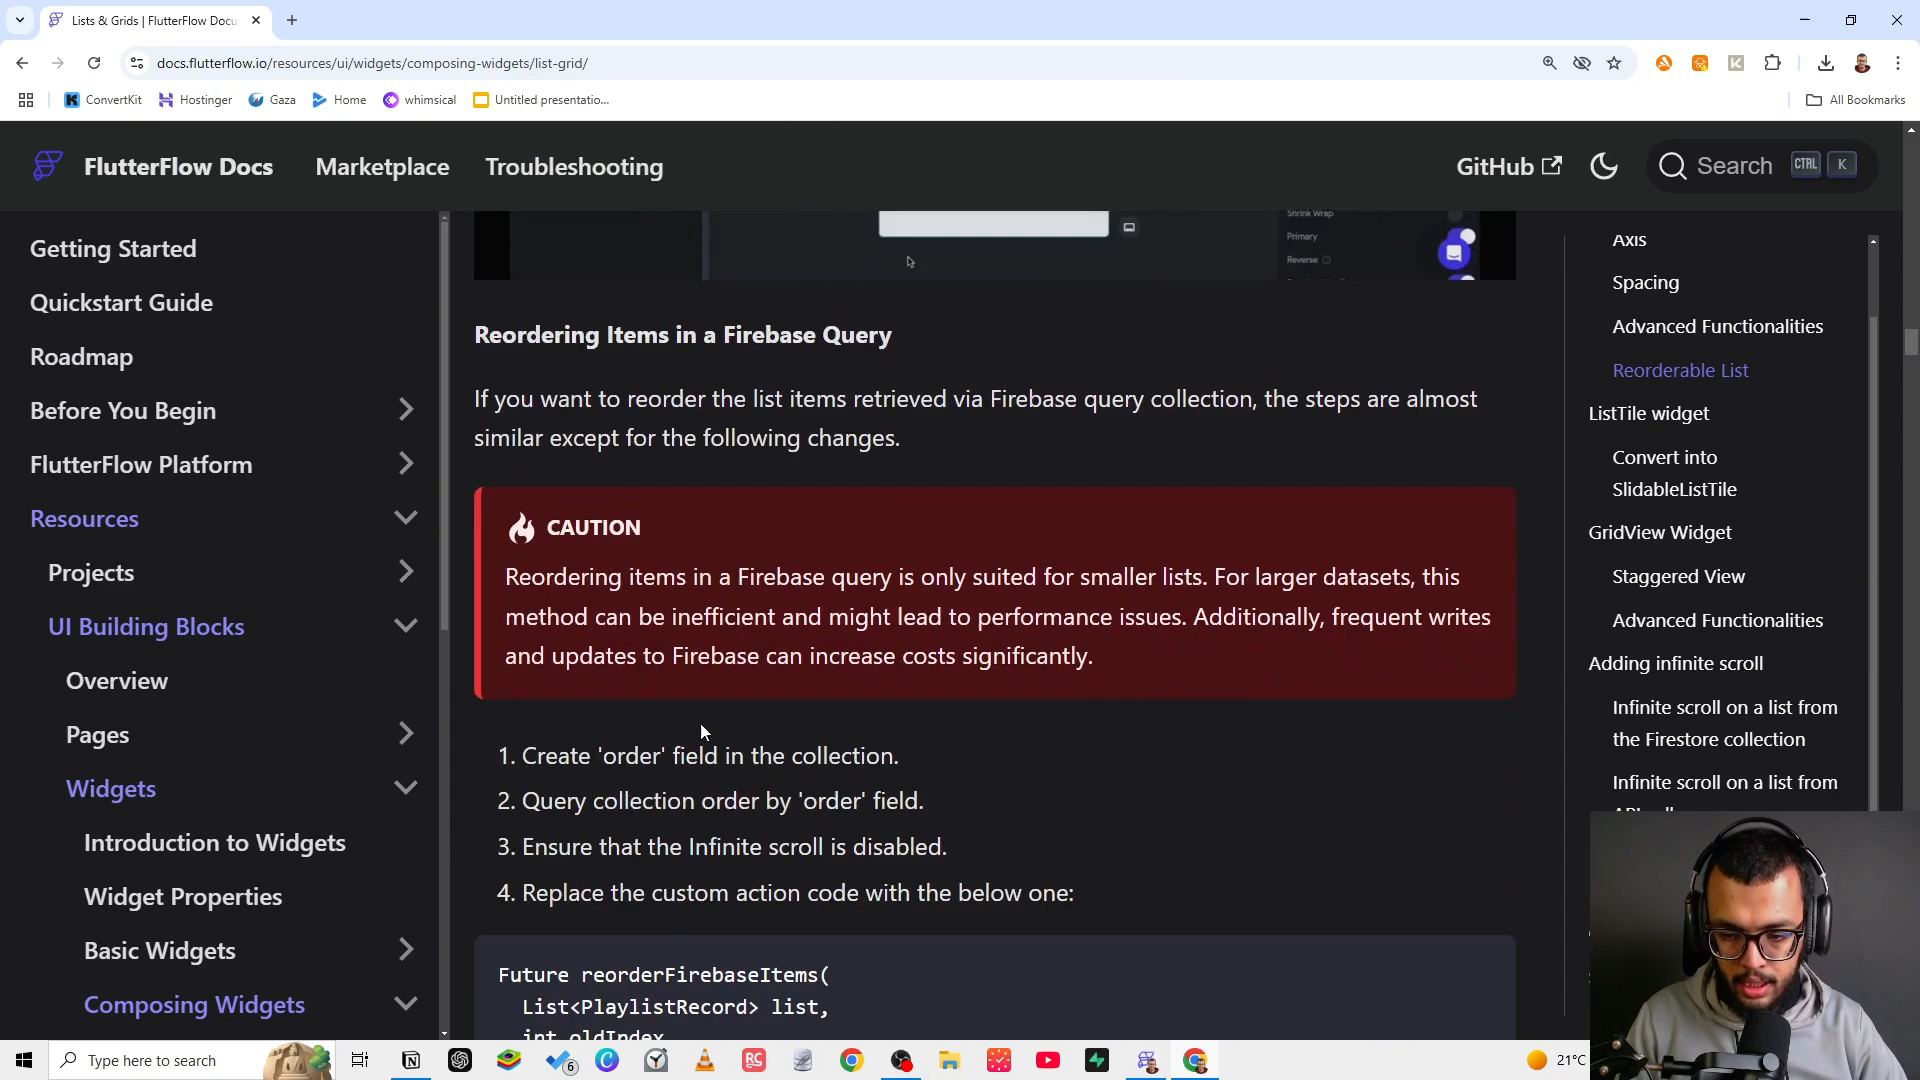 Lists & Grids | FlutterFlow Docu
docs.flutterflow.io/resources/ui/widgets/composing-widgets/list-grid/
ConvertKit
Hostinger
Gaza
Home
whimsical
Untitled presentatio...
All Bookmarks
FlutterFlow Docs
Marketplace
Troubleshooting
GitHub
Search
CTRL
K
Getting Started
Quickstart Guide
Roadmap
Before You Begin
FlutterFlow Platform
Resources
Projects
UI Building Blocks
Overview
Pages
Widgets
Introduction to Widgets
Widget Properties
Basic Widgets
Composing Widgets
Shrink Wrap
Primary
Reverse
Reordering Items in a Firebase Query
If you want to reorder the list items retrieved via Firebase query collection, the steps are almost
similar except for the following changes.
CAUTION
Reordering items in a Firebase query is only suited for smaller lists. For larger datasets, this
method can be inefficient and might lead to performance issues. Additionally, frequent writes
and updates to Firebase can increase costs significantly.
1. Create 'order' field in the collection.
2. Query collection order by 'order' field.
3. Ensure that the Infinite scroll is disabled.
4. Replace the custom action code with the below one:
Future reorderFirebaseItems(
List<PlaylistRecord> list,
int oldIndex
Axis
Spacing
Advanced Functionalities
Reorderable List
ListTile widget
Convert into
SlidableListTile
GridView Widget
Staggered View
Advanced Functionalities
Adding infinite scroll
Infinite scroll on a list from
the Firestore collection
Infinite scroll on a list from
Type here to search
6
RC
21°C